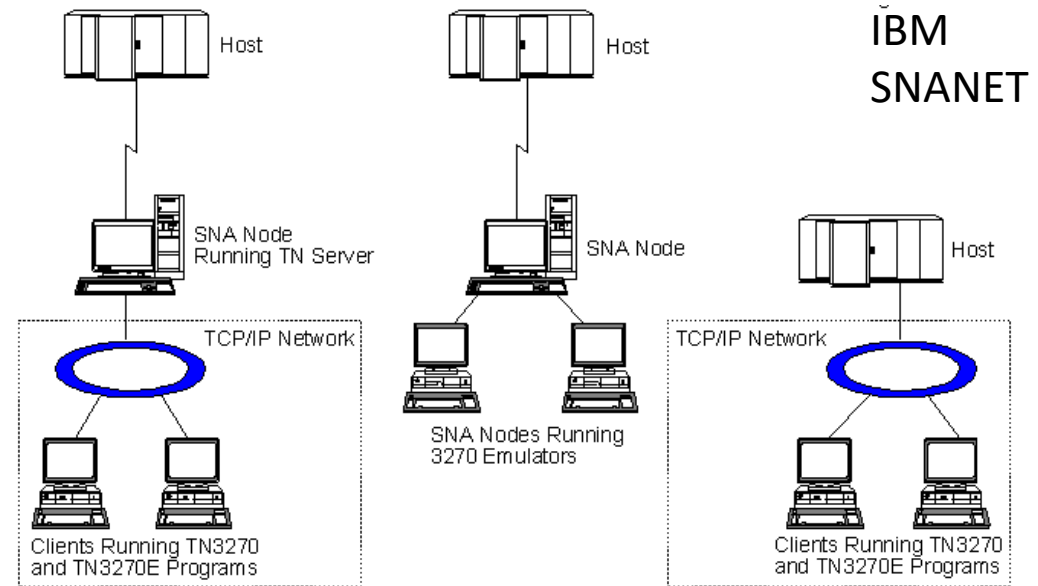 IBM
SNANET
Host
Host
SNA Node
Running TN Server
SNA Node
Host
TCP/IP Network
TCP/IP Network
SNA Nodes Running
3270 Emulators
Clients Running TN3270
and TN3270E Programs
Clients Running TN3270
and TN3270E Programs